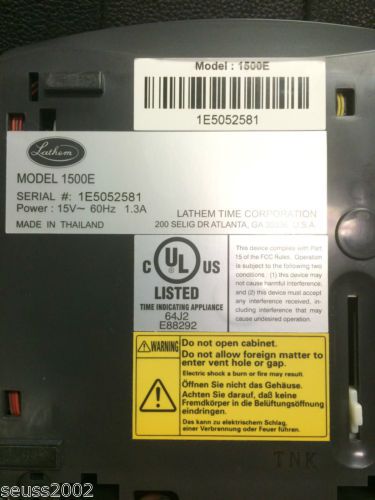 Model : 1500E
1E5052581
Lathem
MODEL 1500E
SERIAL #: 1E5052581
Power : 15V~ 60Hz 1.3A
MADE IN THAILAND
LATHEM TIME CORPORATION
200 SELIG DR ATLANTA, GA 30336, U.S.A
C UL US
LISTED
TIME INDICATING APPLIANCE
64J2
E88292
This device complies with Part
15 of the FCC Rules. Operation
is subject to the following two
conditions : (1) this device may
not cause harmful interference,
and (2) this device must accept
any interference received, in-
cluding interference that may
cause undesired operation.
WARNING
Do not open cabinet.
Do not allow foreign matter to
enter vent hole or gap.
Electric shock a burn or fire may result.
Öffnen Sie nicht das Gehäuse.
Achten Sie darauf, daß keine
Fremdkörper in die Belüftungsöffnung
eindringen.
Das kann zu elektrischem Schlag,
einer Verbrennung oder Feuer führen.
TNK
© seuss2002